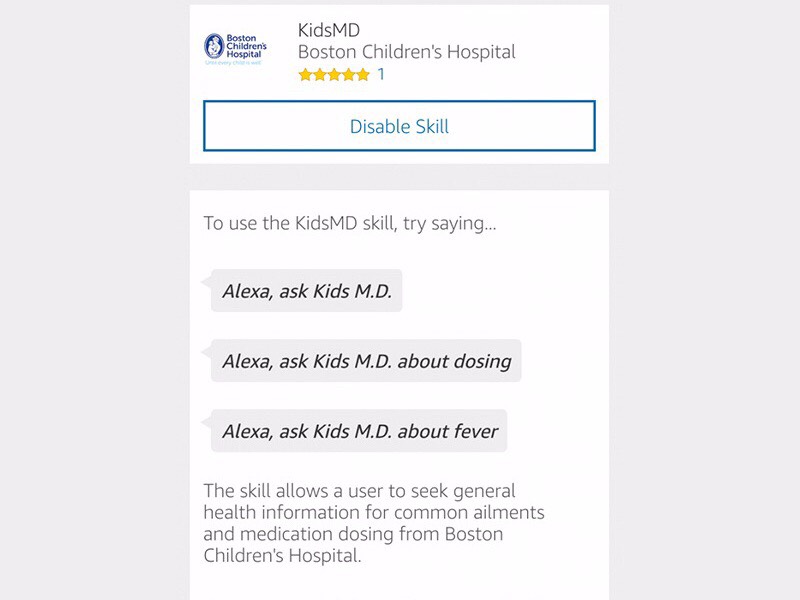 Boston
Children's
Hospital
Until every child is well
KidsMD
Boston Children's Hospital
1
Disable Skill
To use the KidsMD skill, try saying...
Alexa, ask Kids M.D.
Alexa, ask Kids M.D. about dosing
Alexa, ask Kids M.D. about fever
The skill allows a user to seek general
health information for common ailments
and medication dosing from Boston
Children's Hospital.